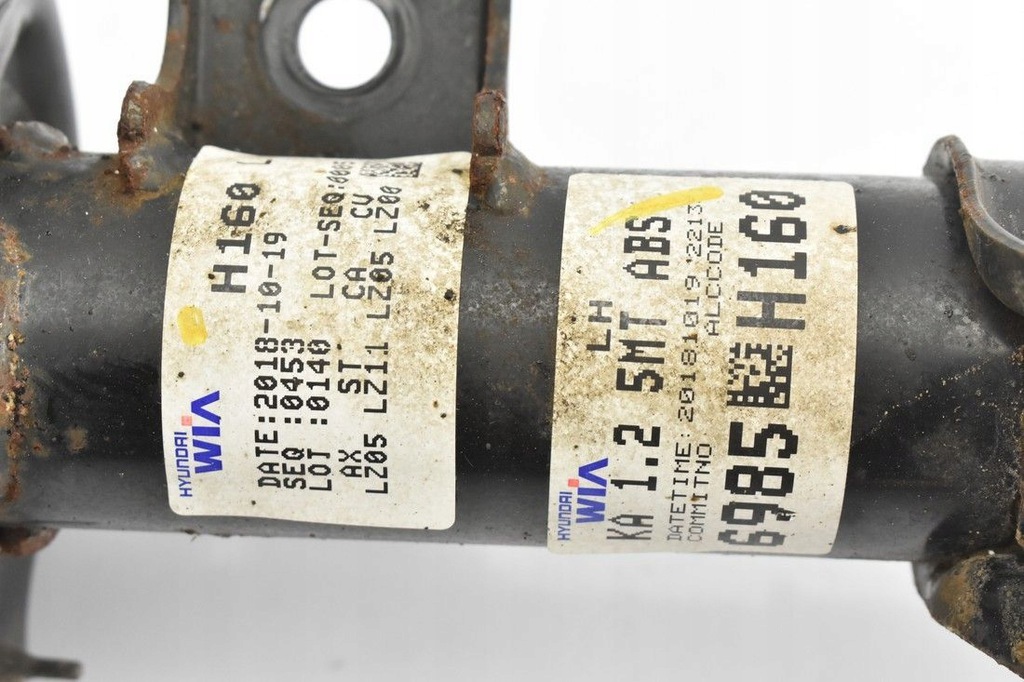 H160 L
HYUNDAI
WIA
DATE:2018-10-19
SEQ :0453
LOT :0140 LOT-SEQ:0005
AX ST CA CV
LZ05 LZ11 LZ05 LZ00
HYUNDAI
WIA
LH
KA 1.2 5MT ABS
DATETIME:20181019 2213
COMMITNO ALCCODE
6985 H160